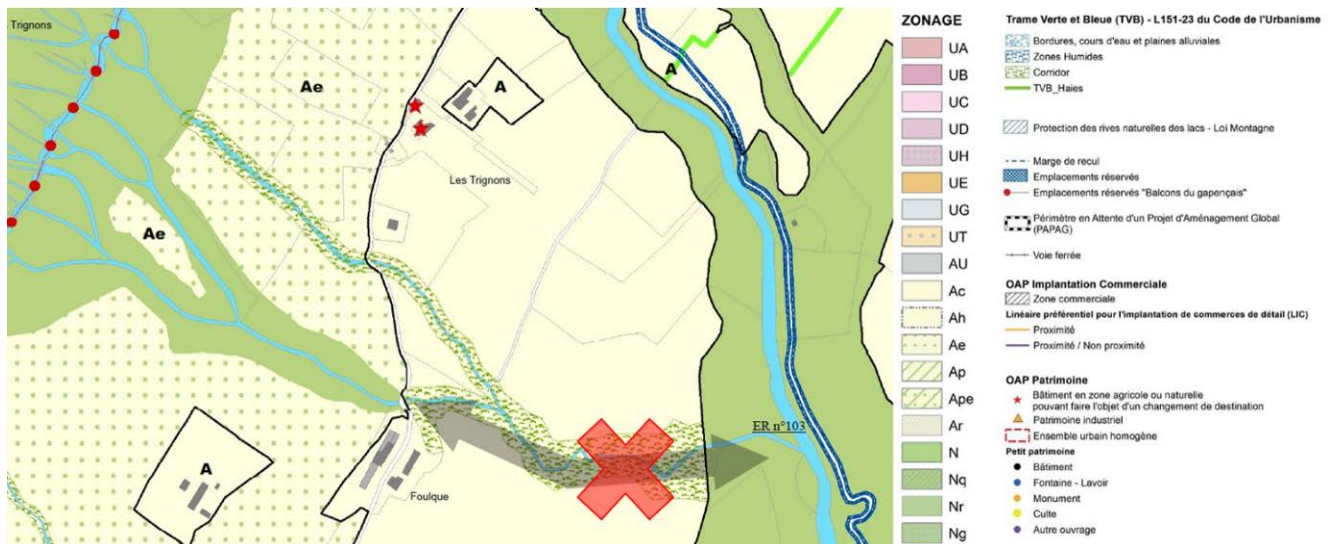 Trignons
Ae
A
A
Ae
Les Trignons
ER n°103
A
Foulque
ZONAGE
UA
UB
UC
UD
UH
UE
UG
UT
AU
Ac
Ah
Ae
Ap
Ape
Ar
N
Nq
Nr
Ng
Trame Verte et Bleue (TVB) - L151-23 du Code de l'Urbanisme
Bordures, cours d'eau et plaines alluviales
Zones Humides
Corridor
TVB_Haies
Protection des rives naturelles des lacs - Loi Montagne
Marge de recul
Emplacements réservés
Emplacements réservés "Balcons du gapençais"
Périmètre en Attente d'un Projet d'Aménagement Global
(PAPAG)
Voie ferrée
OAP Implantation Commerciale
Zone commerciale
Linéaire préférentiel pour l'implantation de commerces de détail (LIC)
Proximité
Proximité / Non proximité
OAP Patrimoine
Bâtiment en zone agricole ou naturelle
pouvant faire l'objet d'un changement de destination
Patrimoine industriel
Ensemble urbain homogène
Petit patrimoine
Bâtiment
Fontaine - Lavoir
Monument
Culte
Autre ouvrage